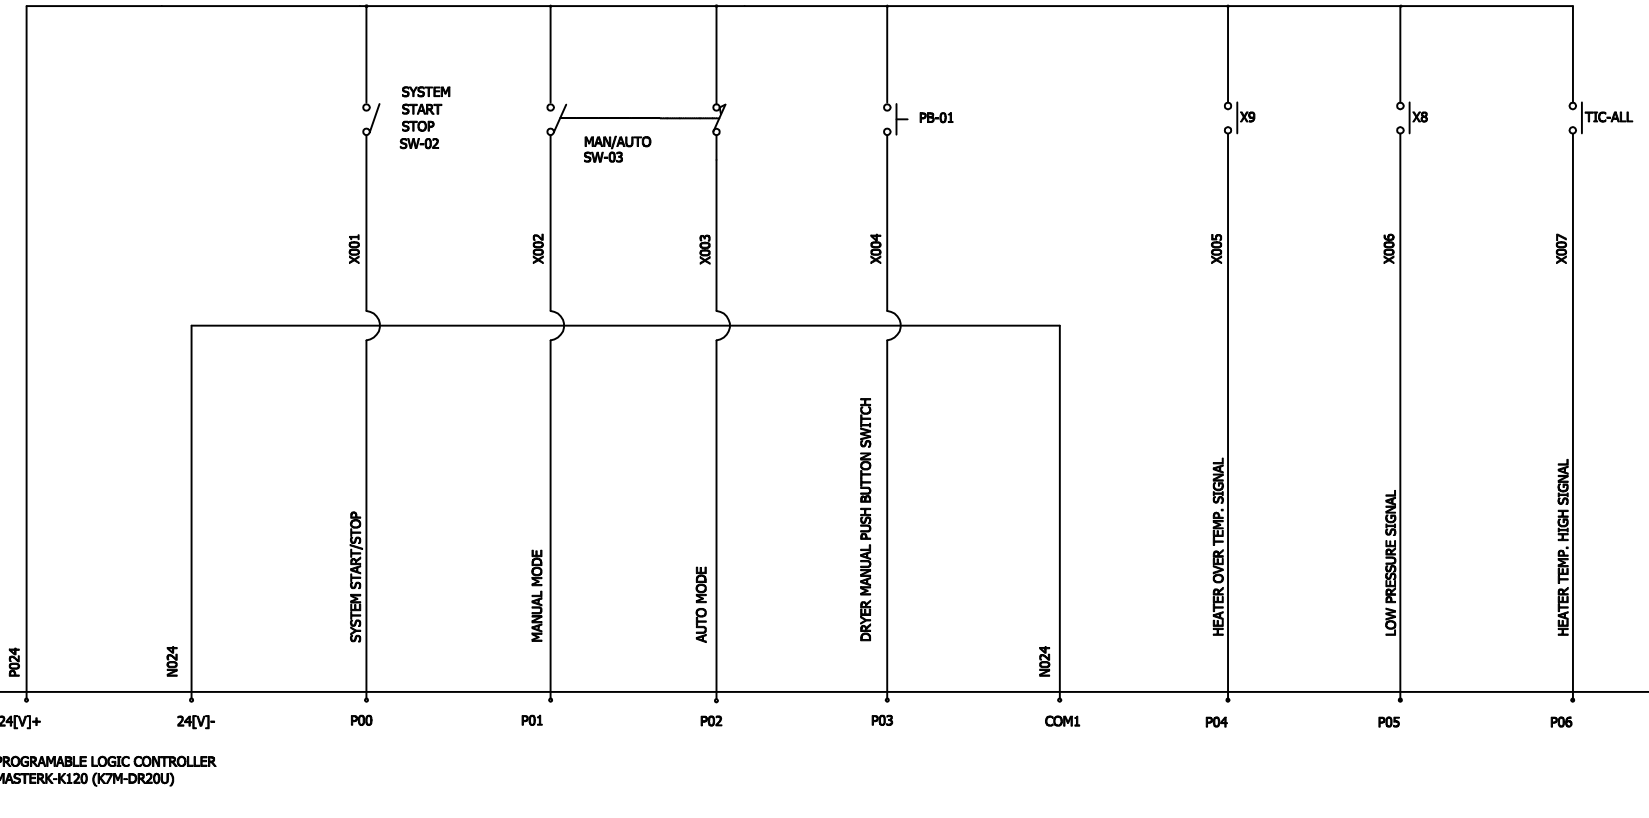 SYSTEM
START
STOP
SW-02
MAN/AUTO
SW-03
PB-01
X9
X8
TIC-ALL
X001
X002
X003
X004
X005
X006
X007
P024
N024
SYSTEM START/STOP
MANUAL MODE
AUTO MODE
DRYER MANUAL PUSH BUTTON SWITCH
N024
HEATER OVER TEMP. SIGNAL
LOW PRESSURE SIGNAL
HEATER TEMP. HIGH SIGNAL
24[V]+
24[V]-
P00
P01
P02
P03
COM1
P04
P05
P06
PROGRAMABLE LOGIC CONTROLLER
MASTERK-K120 (K7M-DR20U)